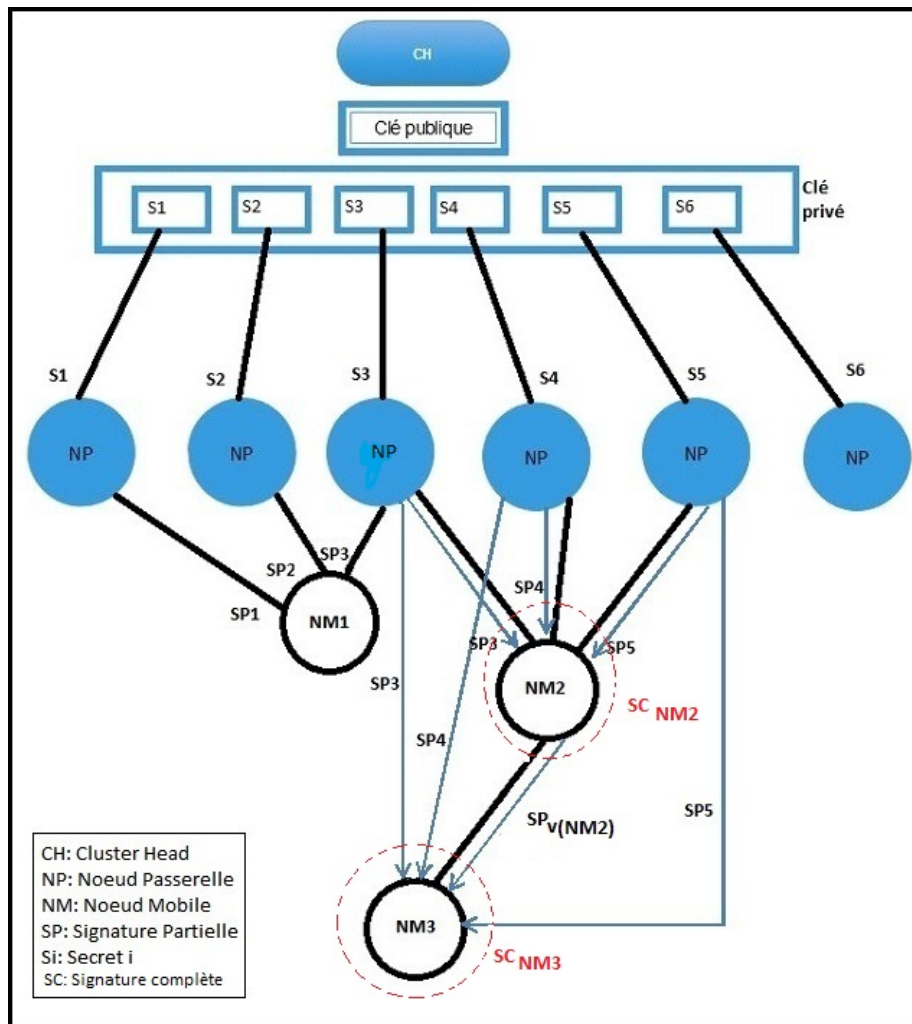 CH
Clé publique
Clé privé
S1 S2 S3 S4 S5 S6
S1 S2 S3 S4 S5 S6
NP NP NP NP NP NP
SP1 SP2 SP3
NM1
SP3 SP4 SP5
NM2
SC NM2
SP3 SP4 SP5
SPv(NM2)
NM3
SC NM3
CH: Cluster Head
NP: Noeud Passerelle
NM: Noeud Mobile
SP: Signature Partielle
Si: Secret i
SC: Signature complète